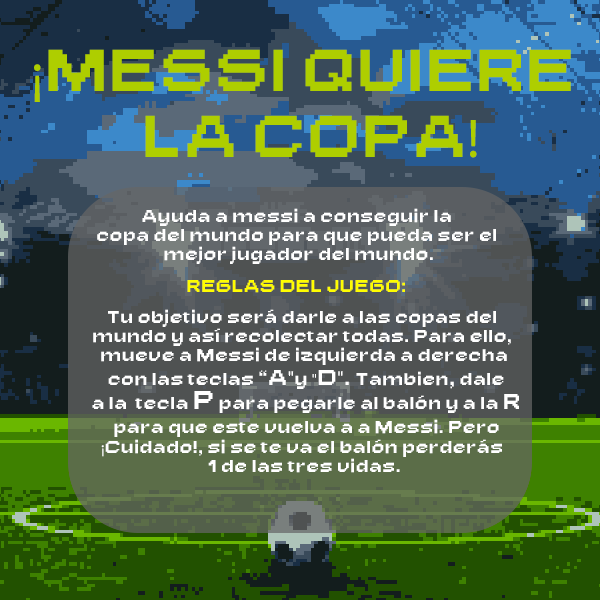 ¡MESSI QUIERE
LA COPA!
Ayuda a messi a conseguir la
copa del mundo para que pueda ser el
mejor jugador del mundo.
REGLAS DEL JUEGO:
Tu objetivo será darle a las copas del
mundo y así recolectar todas. Para ello,
mueve a Messi de izquierda a derecha
con las teclas “A"y "D". Tambien, dale
a la tecla P para pegarle al balón y a la R
para que este vuelva a a Messi. Pero
¡Cuidado!, si se te va el balón perderás
1 de las tres vidas.